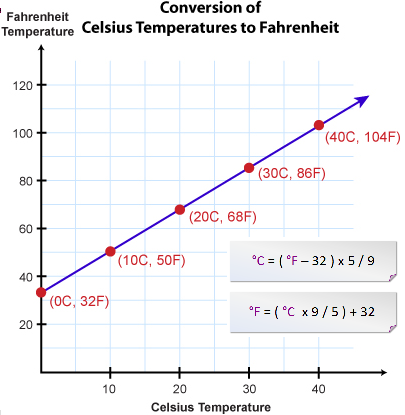 Conversion of
Celsius Temperatures to Fahrenheit
Fahrenheit
Temperature
120
100
80
60
40
20
(40C, 104F)
(30C, 86F)
(20C, 68F)
(10C, 50F)
(0C, 32F)
°C = ( °F – 32 ) x 5 / 9
°F = ( °C x 9 / 5 ) + 32
10
20
30
40
Celsius Temperature